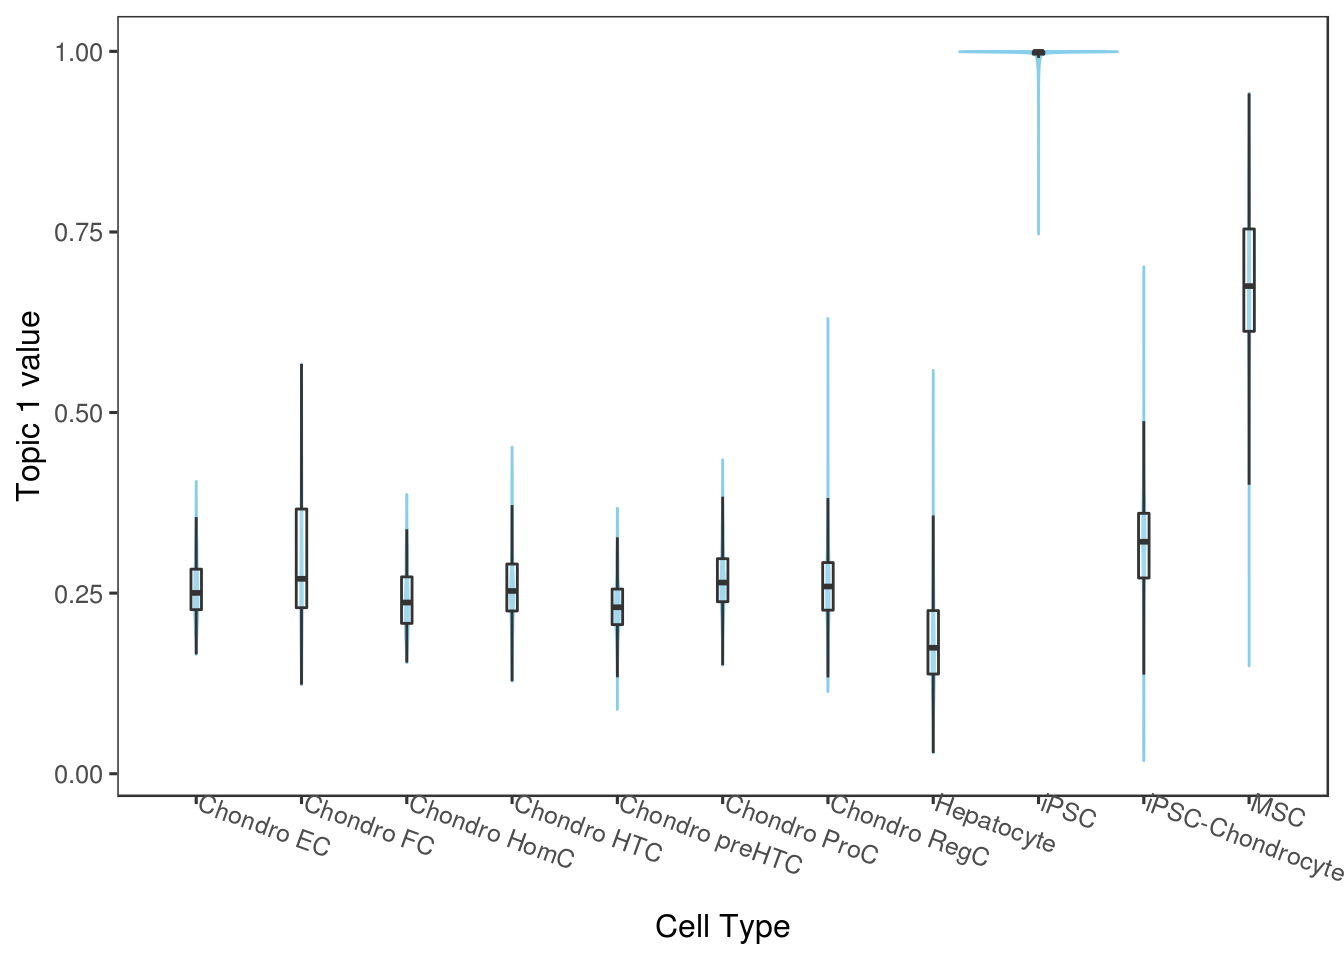 1.00
0.75
0.50
0.25
0.00
Topic 1 value
Chondro EC
Chondro FC
Chondro HomC
Chondro HTC
Chondro preHTC
Chondro ProC
Chondro RegC
Hepatocyte
iPSC
iPSC-Chondrocyte
MSC
Cell Type